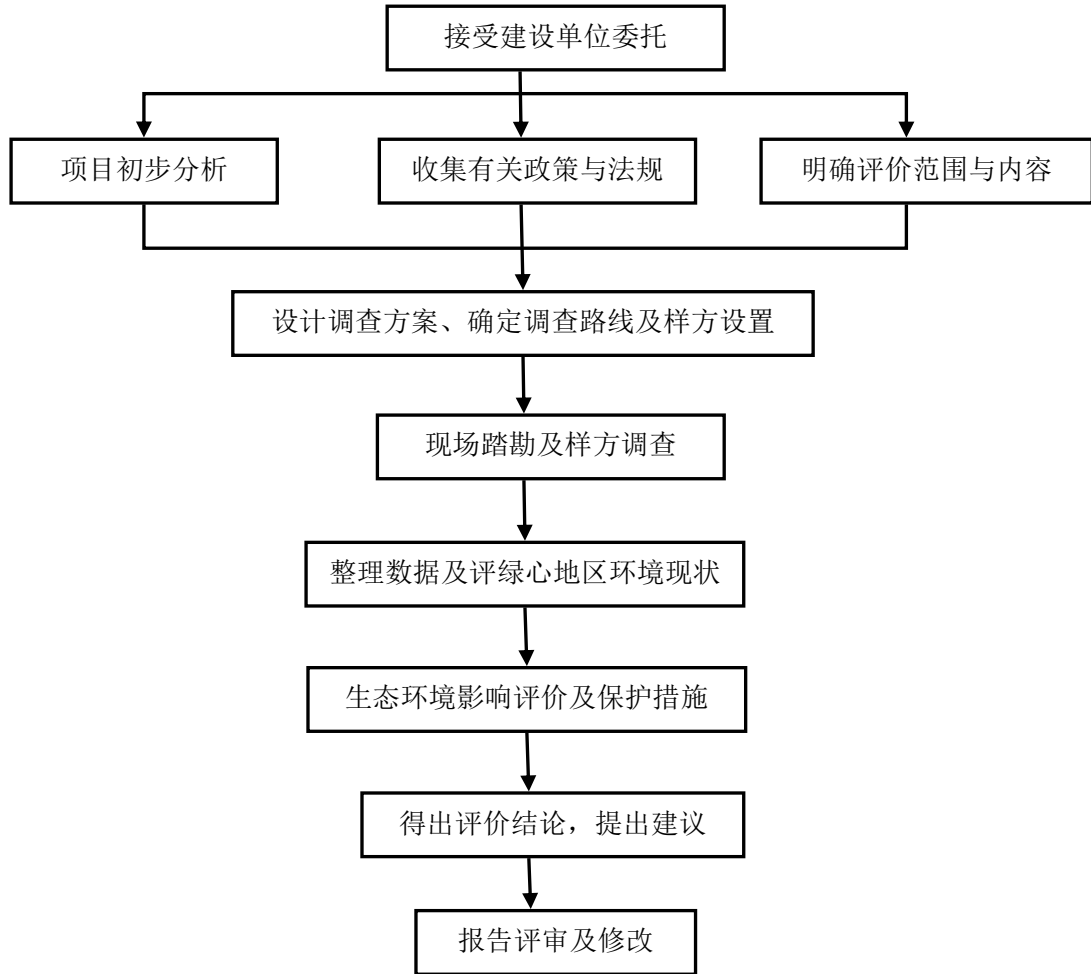 接受建设单位委托
项目初步分析
收集有关政策与法规
明确评价范围与内容
设计调查方案、确定调查路线及样方设置
现场踏勘及样方调查
整理数据及评绿心地区环境现状
生态环境影响评价及保护措施
得出评价结论，提出建议
报告评审及修改